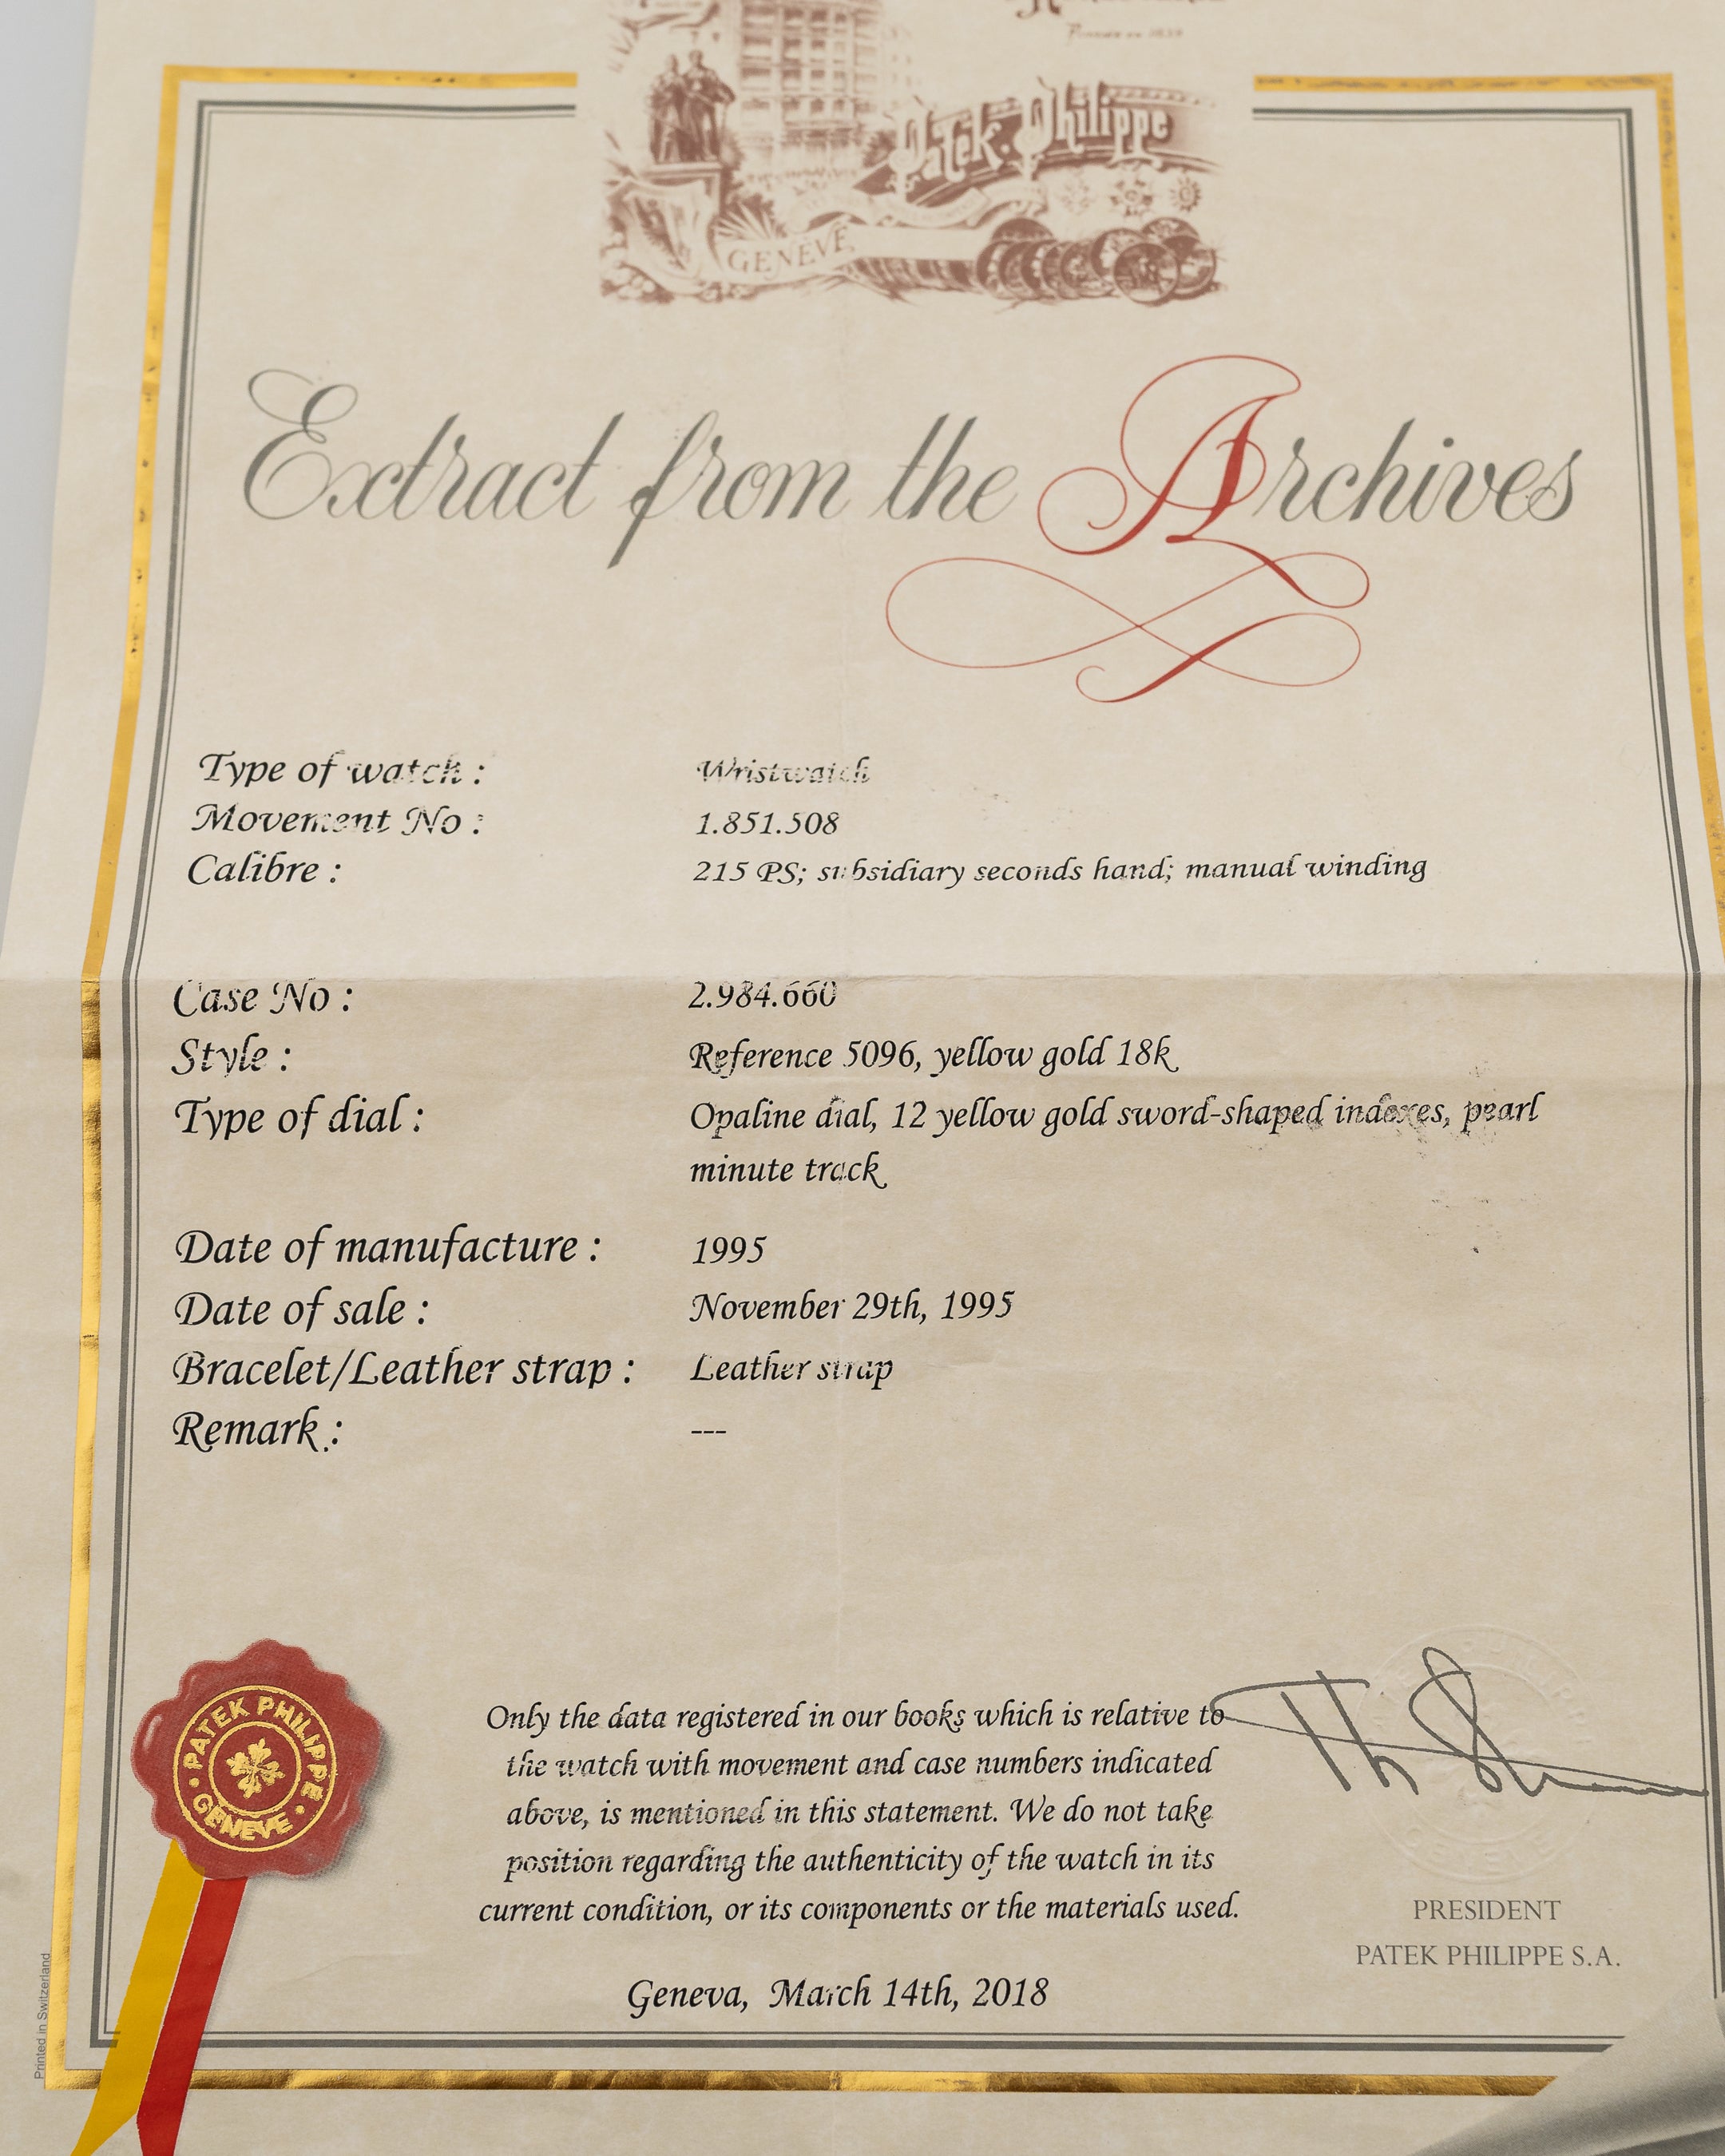 Patek Philippe
GENÈVE
Extract from the Archives
Type of watch : Wristwatch
Movement No : 1.851.508
Calibre : 215 PS; subsidiary seconds hand; manual winding
Case No : 2.984.660
Style : Reference 5096, yellow gold 18k
Type of dial : Opaline dial, 12 yellow gold sword-shaped indexes, pearl
minute track
Date of manufacture : 1995
Date of sale : November 29th, 1995
Bracelet/Leather strap : Leather strap
Remark : ---
PATEK PHILIPPE
GENEVE
Only the data registered in our books which is relative to
the watch with movement and case numbers indicated
above, is mentioned in this statement. We do not take
position regarding the authenticity of the watch in its
current condition, or its components or the materials used.
Geneva, March 14th, 2018
PRESIDENT
PATEK PHILIPPE S.A.
Printed in Switzerland